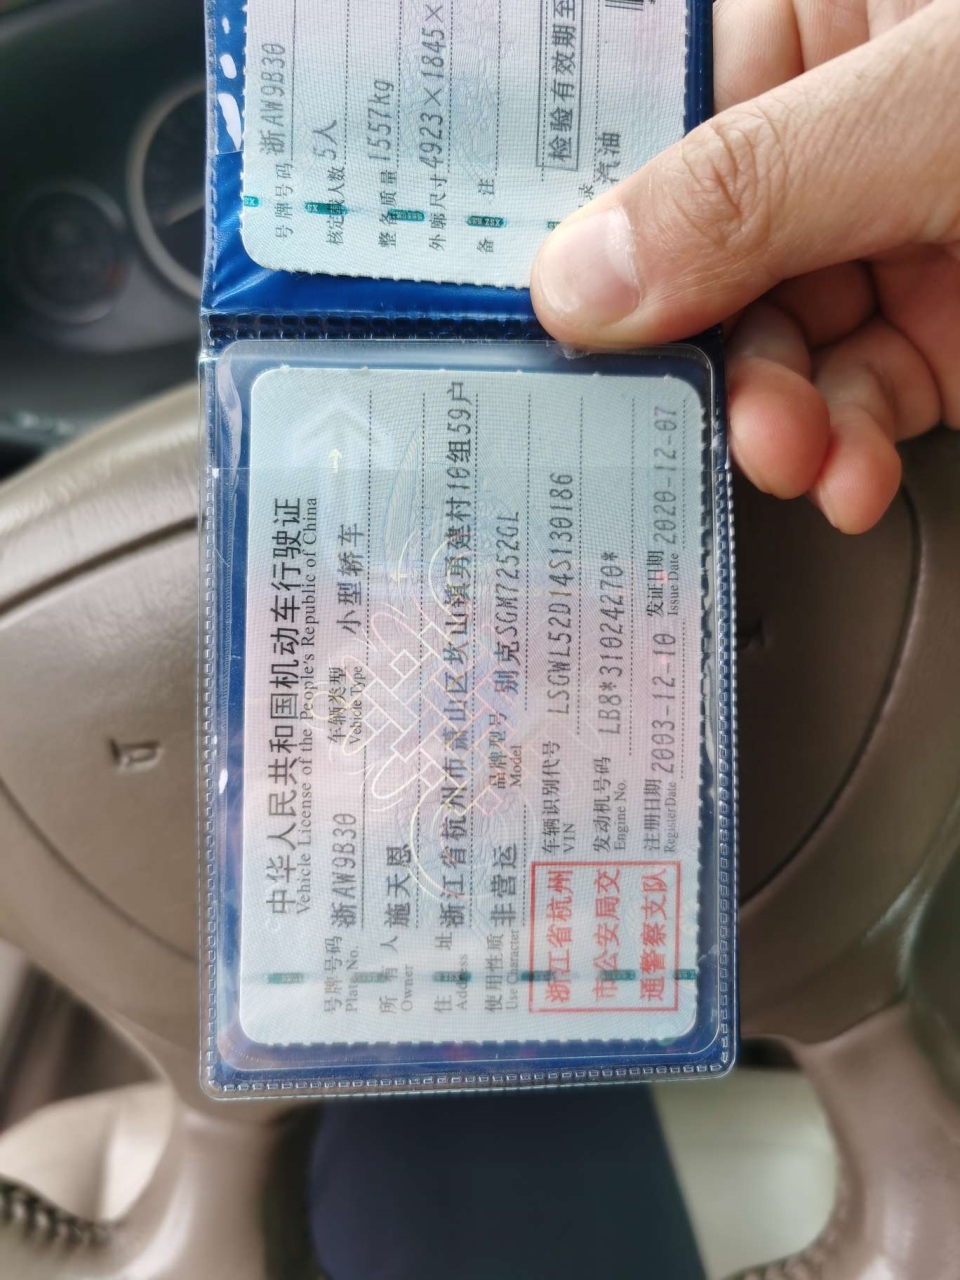 中华人民共和国机动车行驶证
Vehicle License of the People's Republic of China
号牌号码 浙AW9B30 车辆类型 小型轿车
Plate No. Vehicle Type
所有人 施天恩
Owner
住址 浙江省杭州市萧山区坎山镇勇建村10组59户
Address
使用性质 非营运 品牌型号 别克SGM7252GL
Use Character Model
浙江省杭州
市公安局交
通警察支队
车辆识别代号 LSGWL52D14S130186
VIN
发动机号码 LB8*31024270*
Engine No.
注册日期 2003-12-10 发证日期 2020-12-07
Register Date Issue Date
号牌号码 浙AW9B30
核定载人数 5人
整备质量 1557kg
外廓尺寸 4923×1845×
备注
检验有效期至
汽油